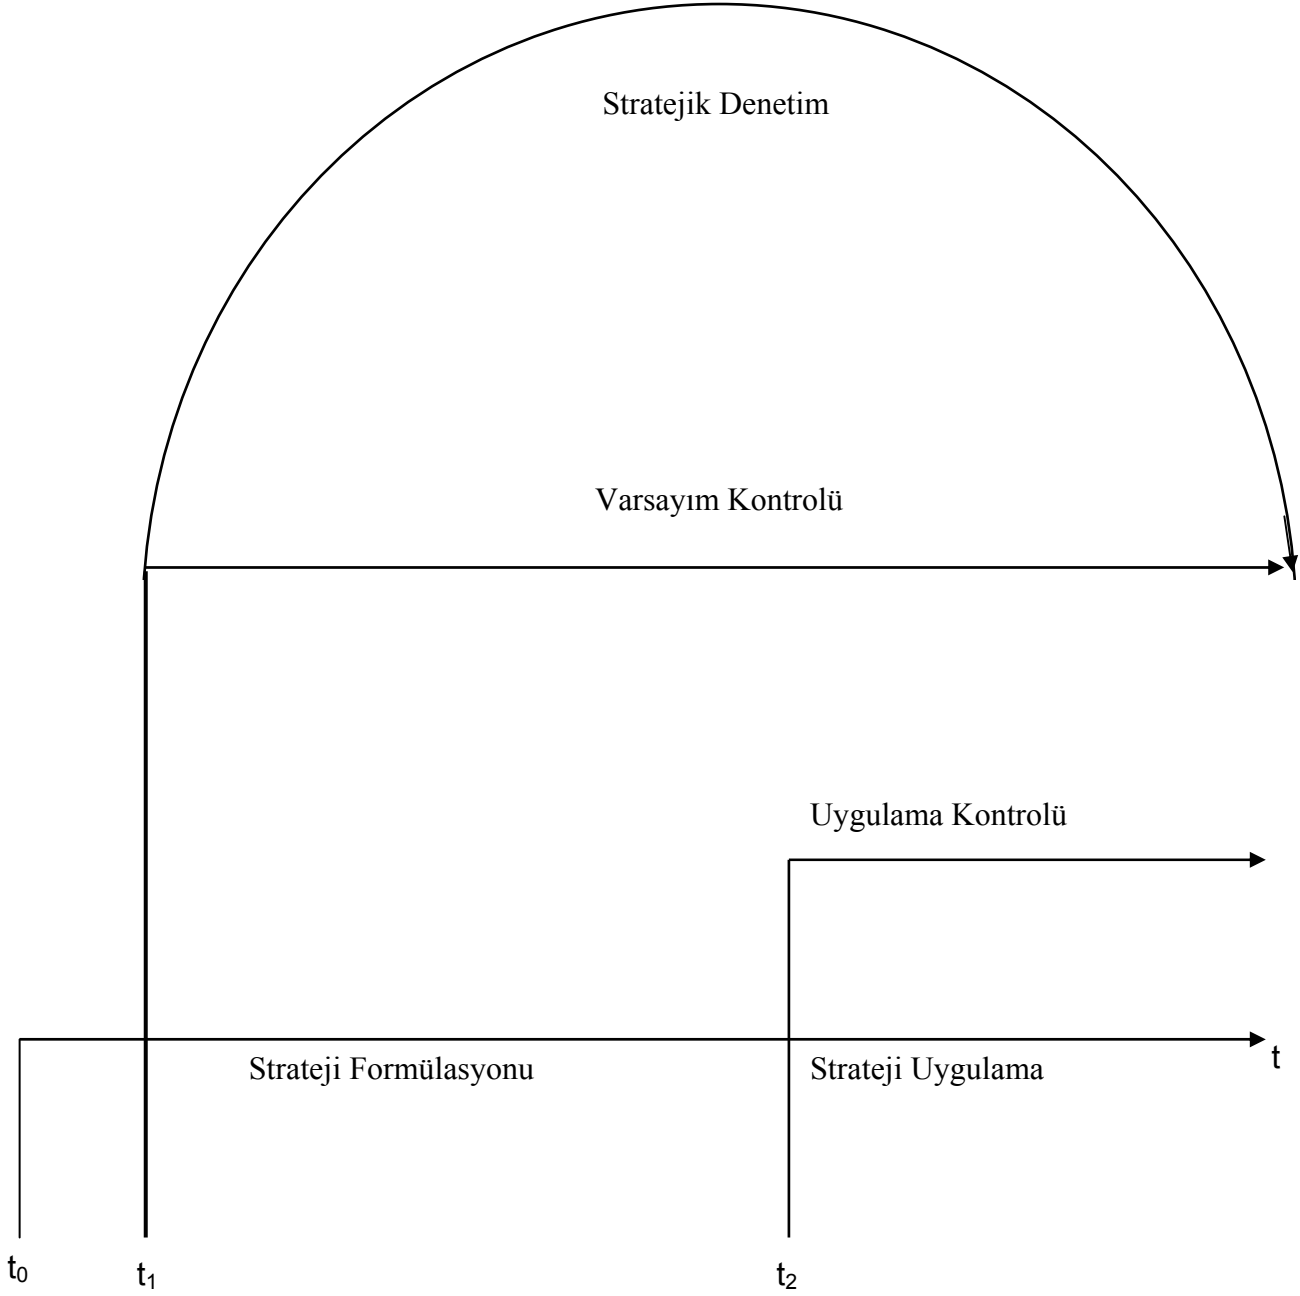 Stratejik Denetim
Varsayım Kontrolü
Uygulama Kontrolü
t
Strateji Formülasyonu
Strateji Uygulama
t₀
t₁
t₂